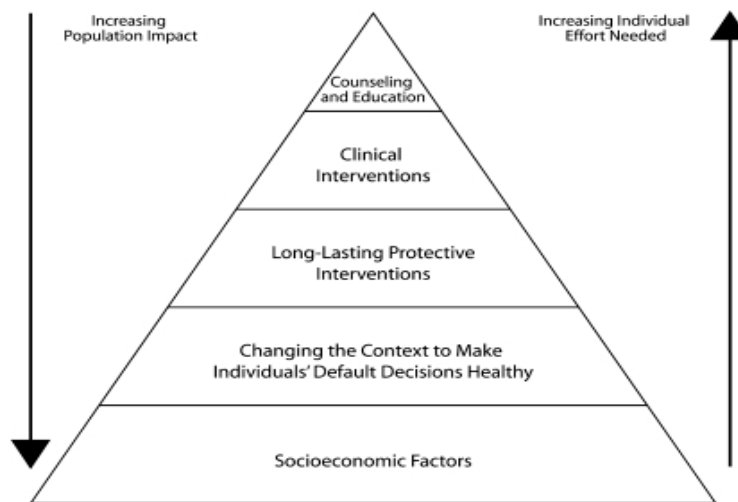 Increasing
Population Impact
Increasing Individual
Effort Needed
Counseling
and Education
Clinical
Interventions
Long-Lasting Protective
Interventions
Changing the Context to Make
Individuals’ Default Decisions Healthy
Socioeconomic Factors